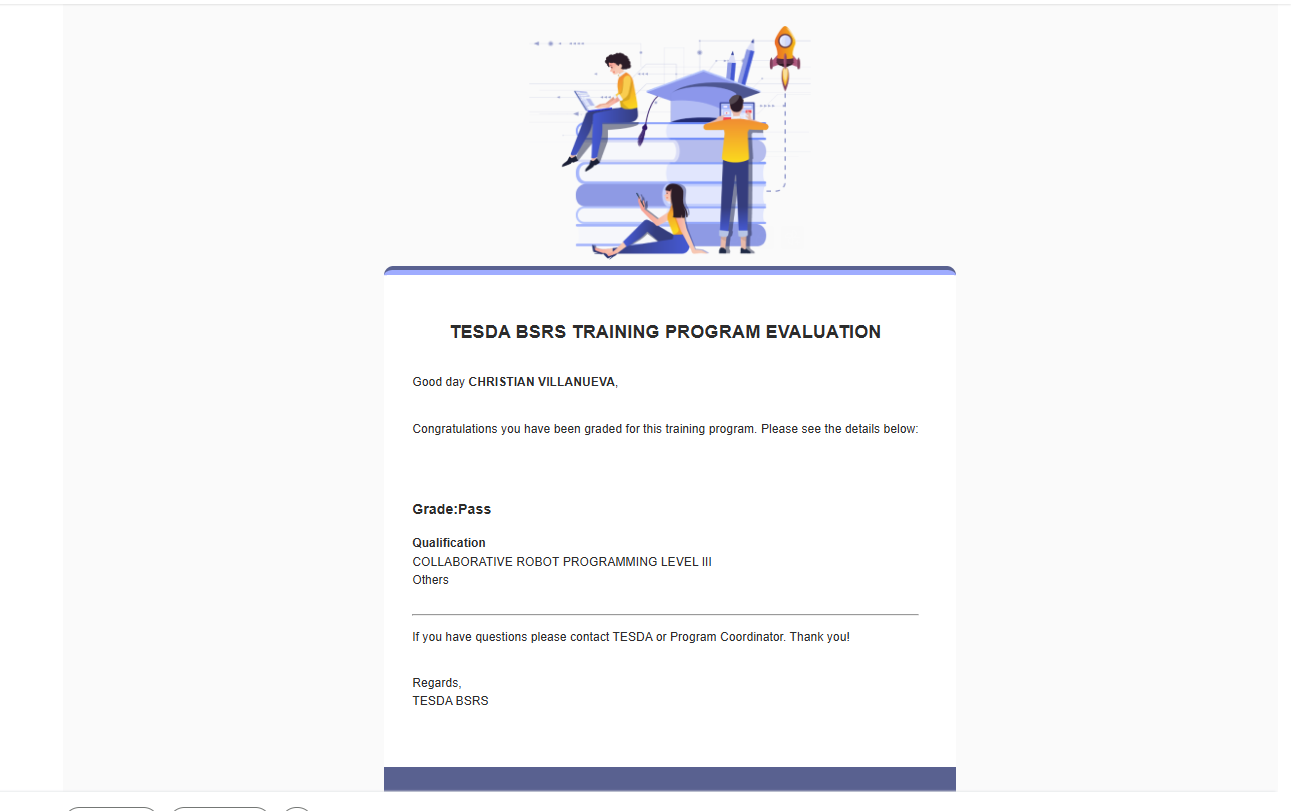 TESDA BSRS TRAINING PROGRAM EVALUATION
Good day CHRISTIAN VILLANUEVA,
Congratulations you have been graded for this training program. Please see the details below:
Grade:Pass
Qualification
COLLABORATIVE ROBOT PROGRAMMING LEVEL III
Others
If you have questions please contact TESDA or Program Coordinator. Thank you!
Regards,
TESDA BSRS